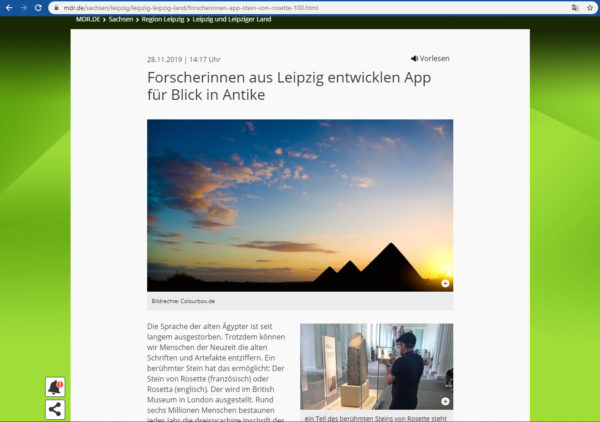 mdr.de/sachsen/leipzig/leipzig-leipzig-land/forscherinnen-app-stein-von-rosette-100.html
MDR.DE > Sachsen > Region Leipzig > Leipzig und Leipziger Land
28.11.2019 | 14:17 Uhr
Vorlesen
Forscherinnen aus Leipzig entwicklen App
für Blick in Antike
Bildrechte: Colourbox.de
Die Sprache der alten Ägypter ist seit
langem ausgestorben. Trotzdem können
wir Menschen der Neuzeit die alten
Schriften und Artefakte entziffern. Ein
berühmter Stein hat das ermöglicht: Der
Stein von Rosette (französisch) oder
Rosetta (englisch). Der wird im British
Museum in London ausgestellt. Rund
sechs Millionen Menschen bestaunen
jedes Jahr die dreisprachige Inschrift des
ein Teil des berühmten Steins von Rosette steht